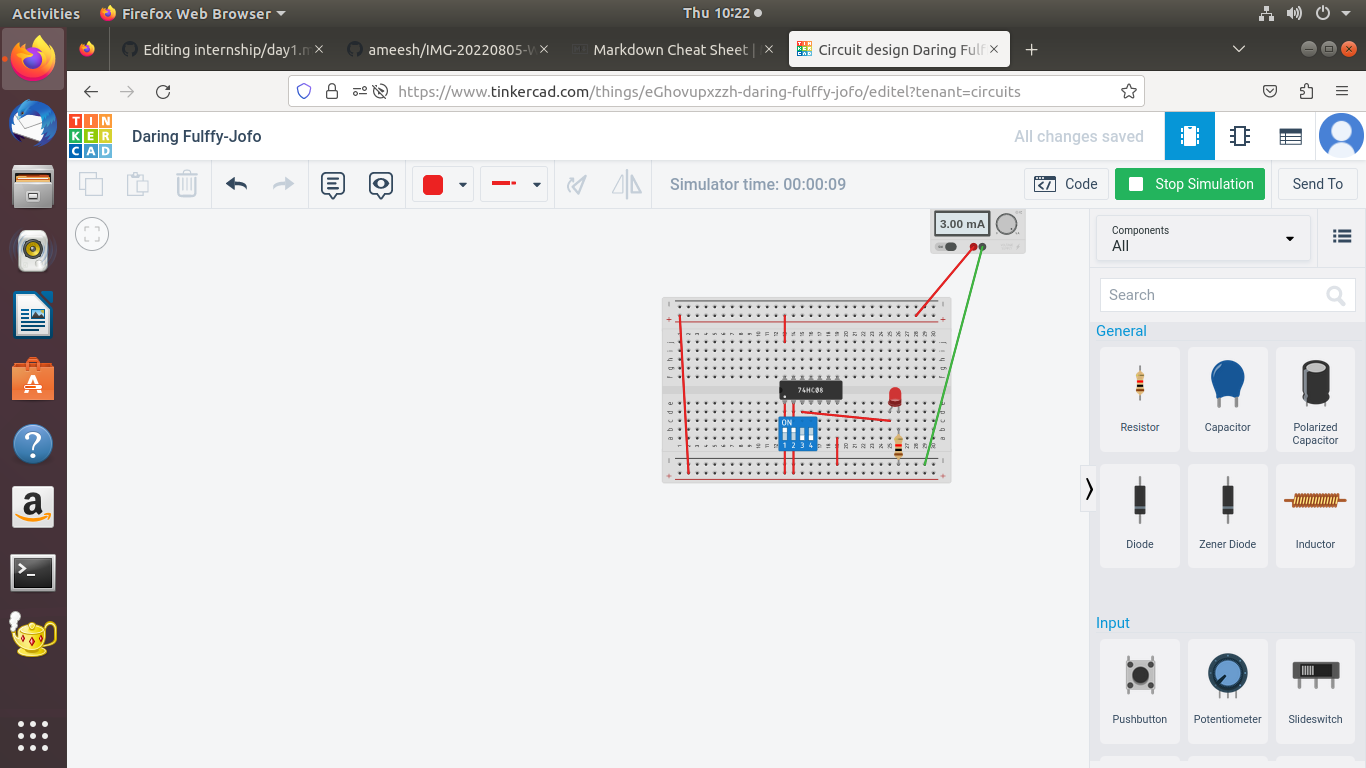 Activities
Firefox Web Browser
Thu 10:22
Editing internship/day1.m
ameesh/IMG-20220805-W
Markdown Cheat Sheet |
Circuit design Daring Fulf
https://www.tinkercad.com/things/eGhovupxzzh-daring-fulffy-jofo/editel?tenant=circuits
TIN
KER
CAD
Daring Fulffy-Jofo
All changes saved
Simulator time: 00:00:09
Code
Stop Simulation
Send To
3.00 mA
Components
All
Search
General
Resistor
Capacitor
Polarized
Capacitor
Diode
Zener Diode
Inductor
Input
Pushbutton
Potentiometer
Slideswitch
74HC08
ON
1 2 3 4